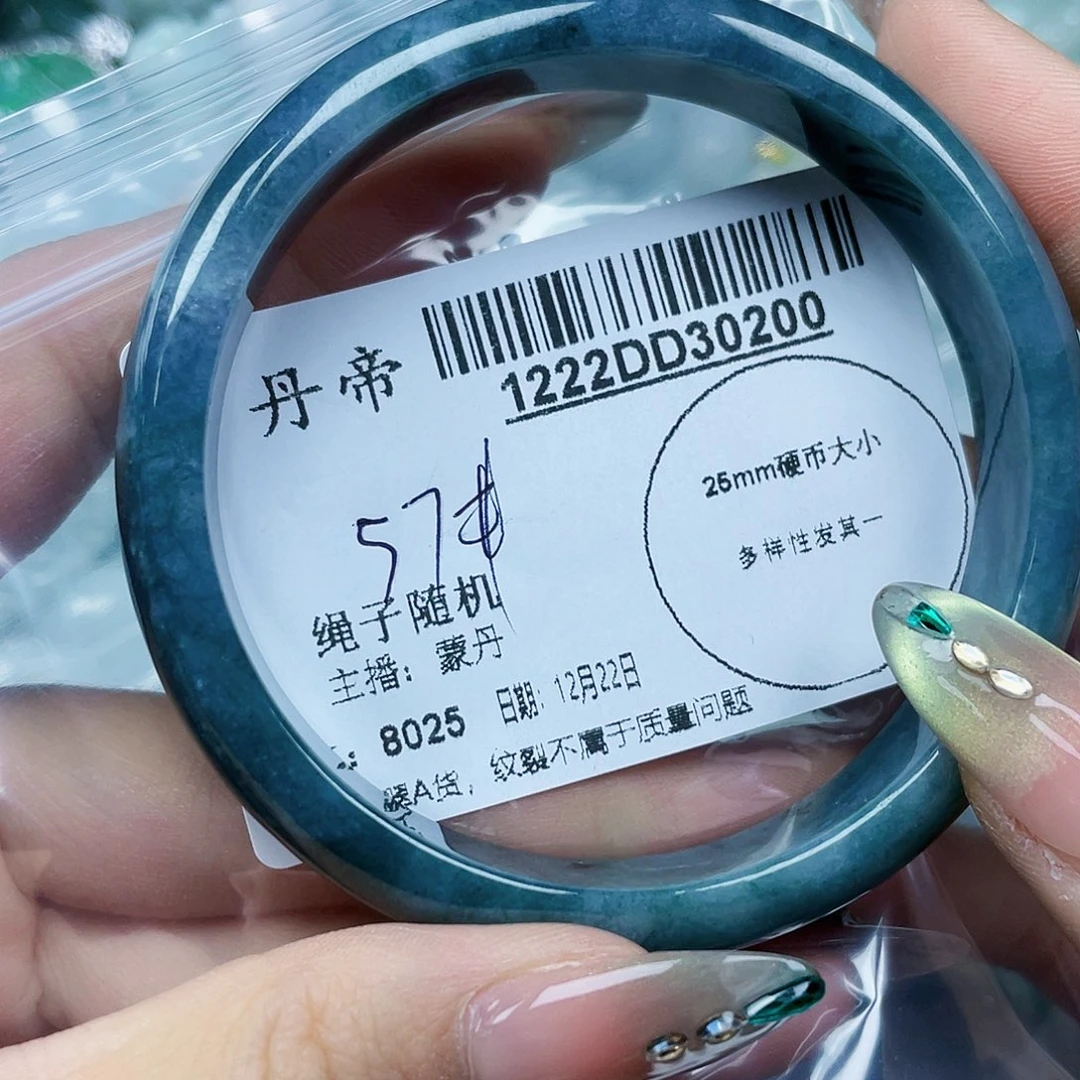 1222DD30200
丹帝
25mm硬币大小
多样性发其一
57#
绳子随机
主播：蒙丹
日期：12月22日
8025
A货，纹裂不属于质量问题